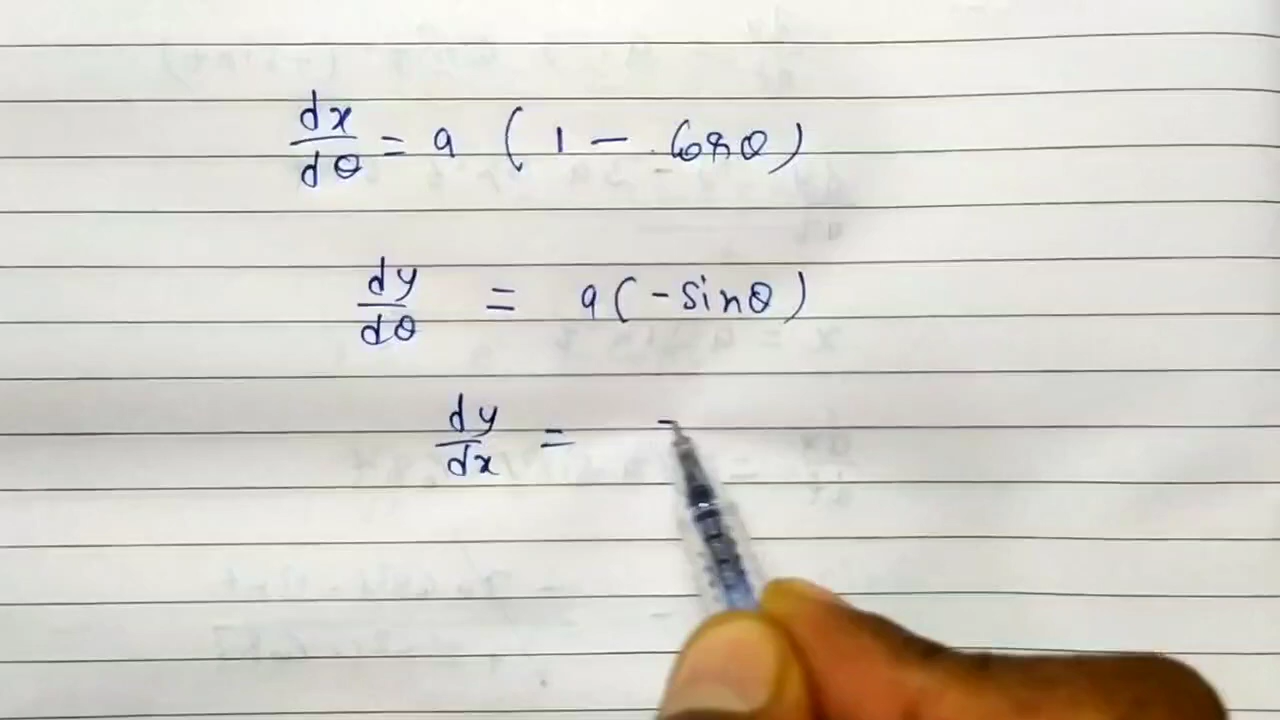 dx/dθ = a (1 - Cosθ)
dy/dθ = a(-sinθ)
dy/dx = -